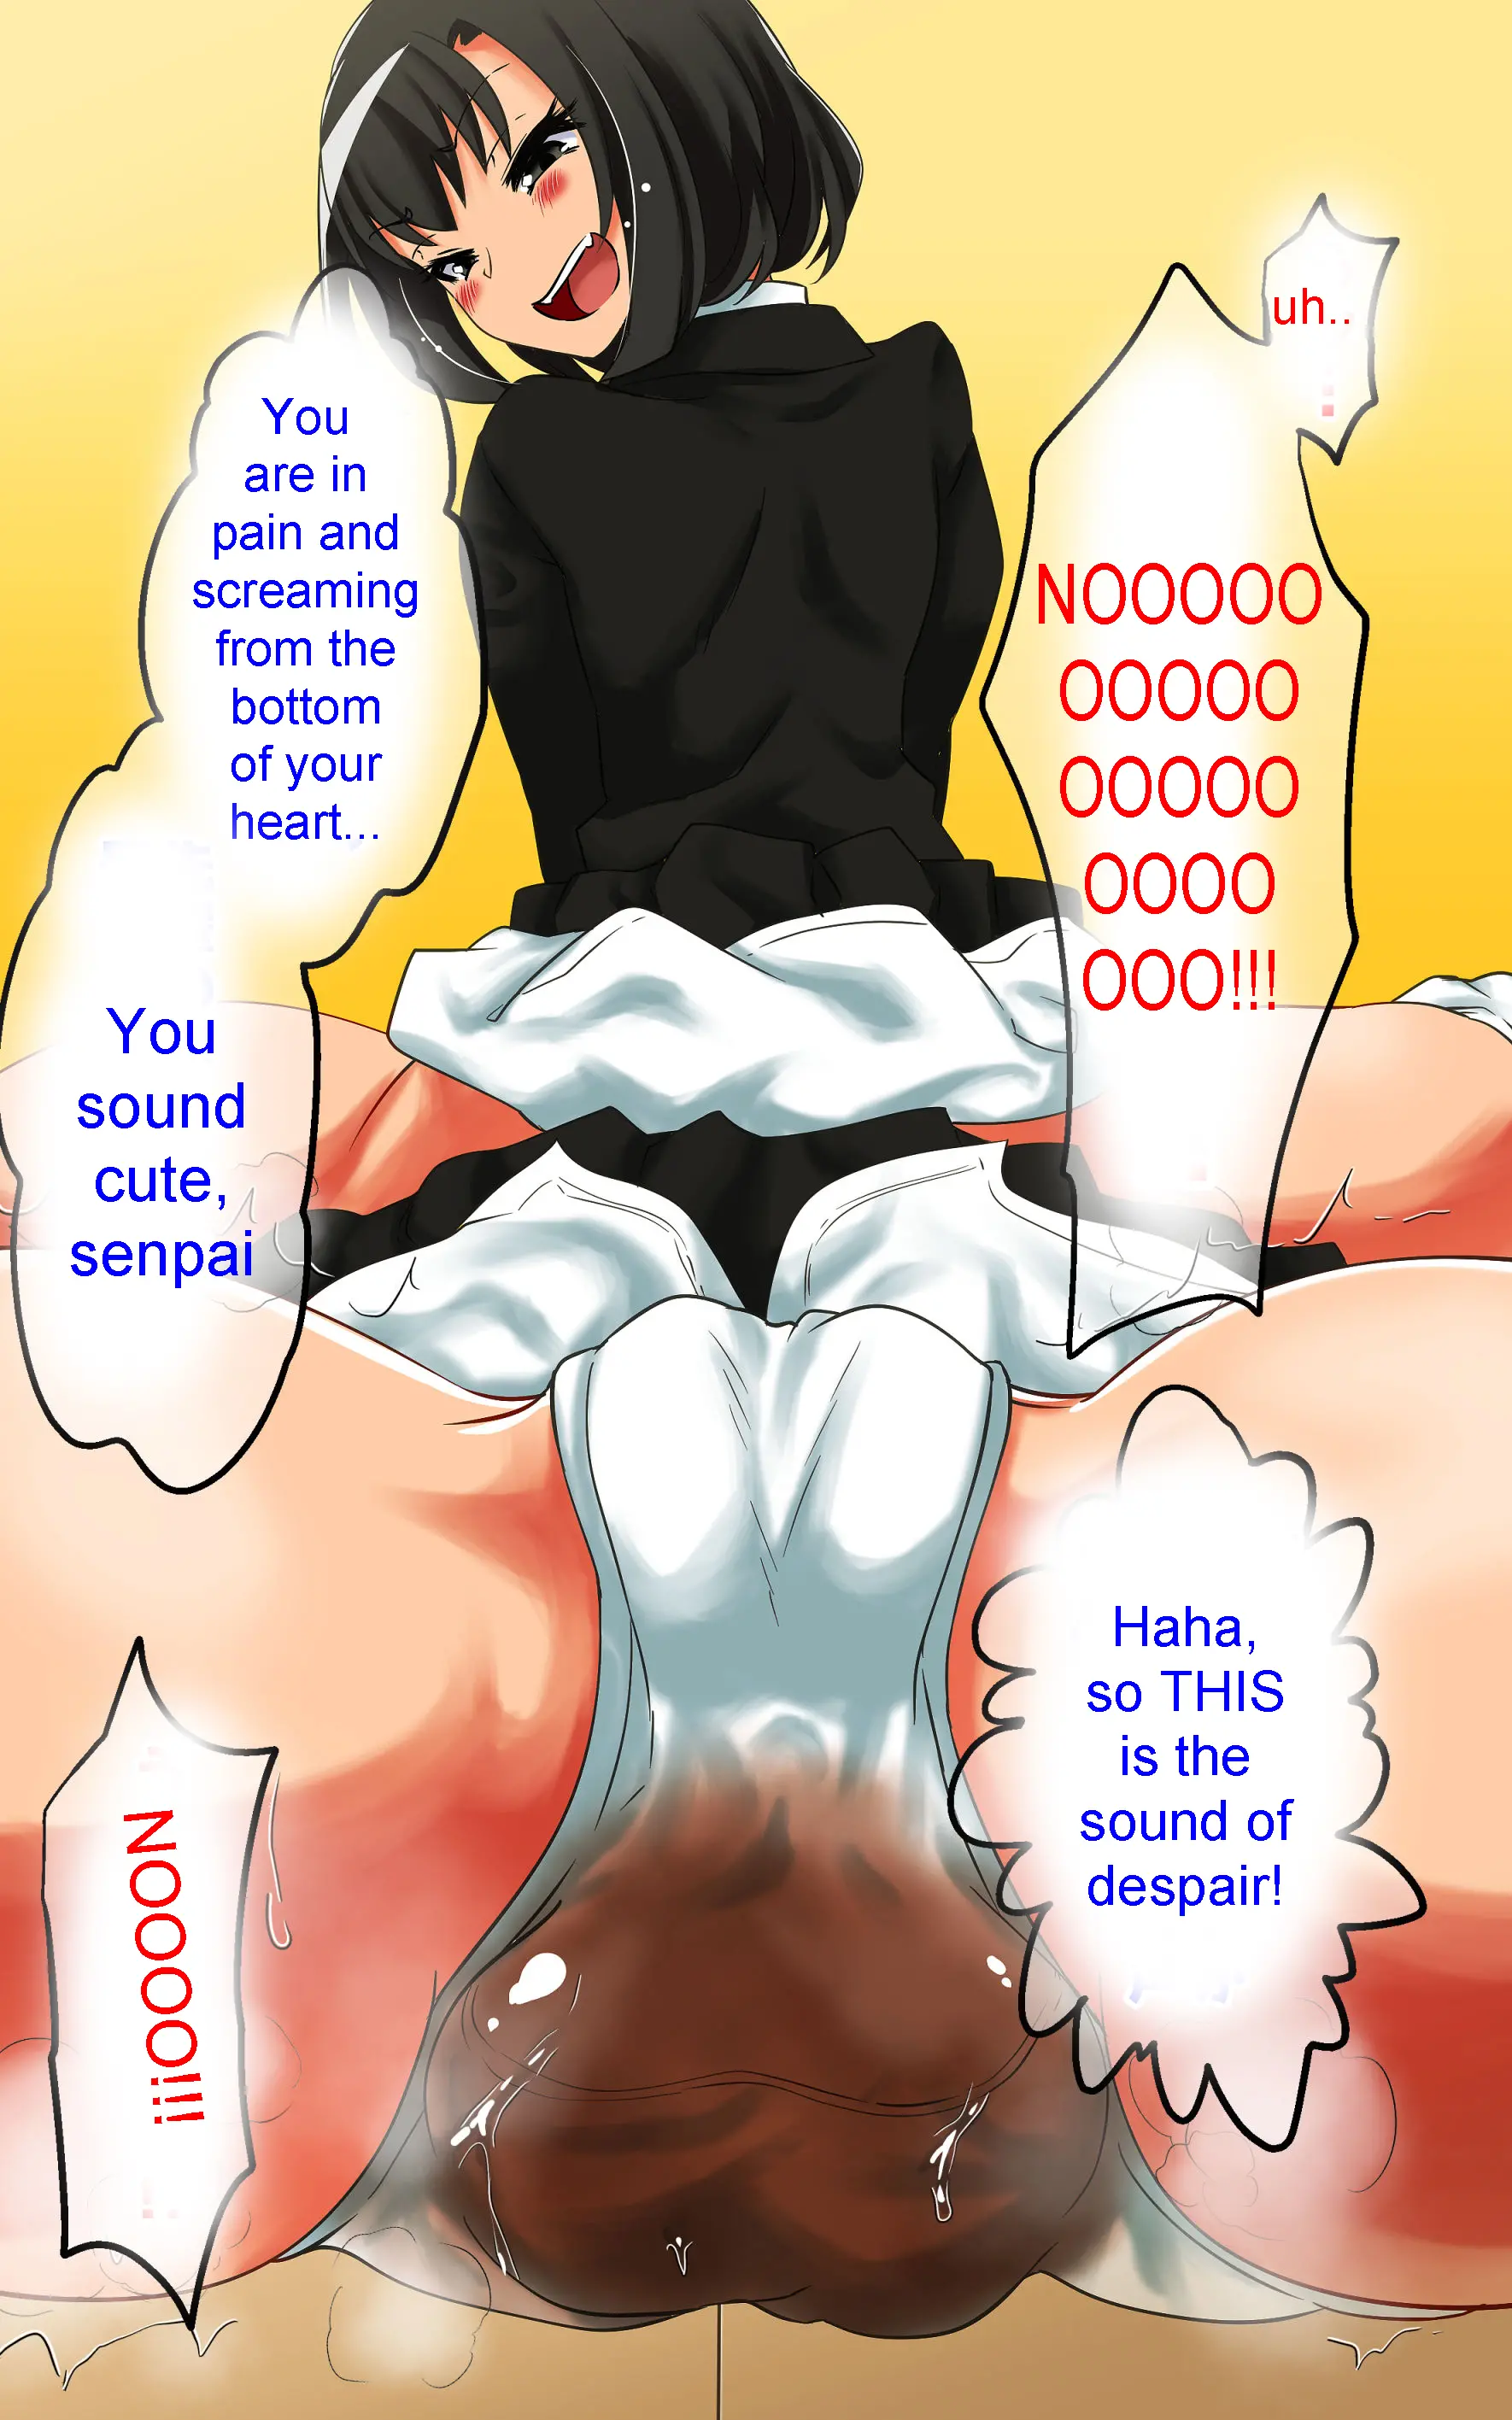 You
are in
pain and
screaming
from the
bottom
of your
heart...
You
sound
cute,
senpai
uh..
NOOOOO
OOOOO
OOOOO
OOOO
OOO!!!
Haha,
so THIS
is the
sound of
despair!
NOOOOO!!!